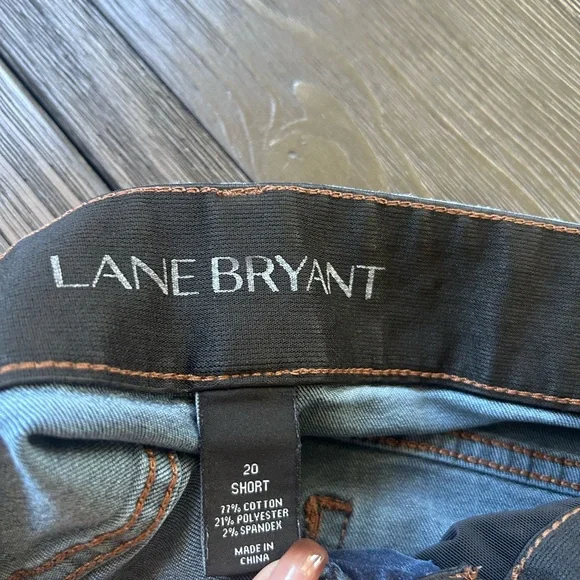 LANE BRYANT
20
SHORT
77% COTTON
21% POLYESTER
2% SPANDEX
MADE IN
CHINA